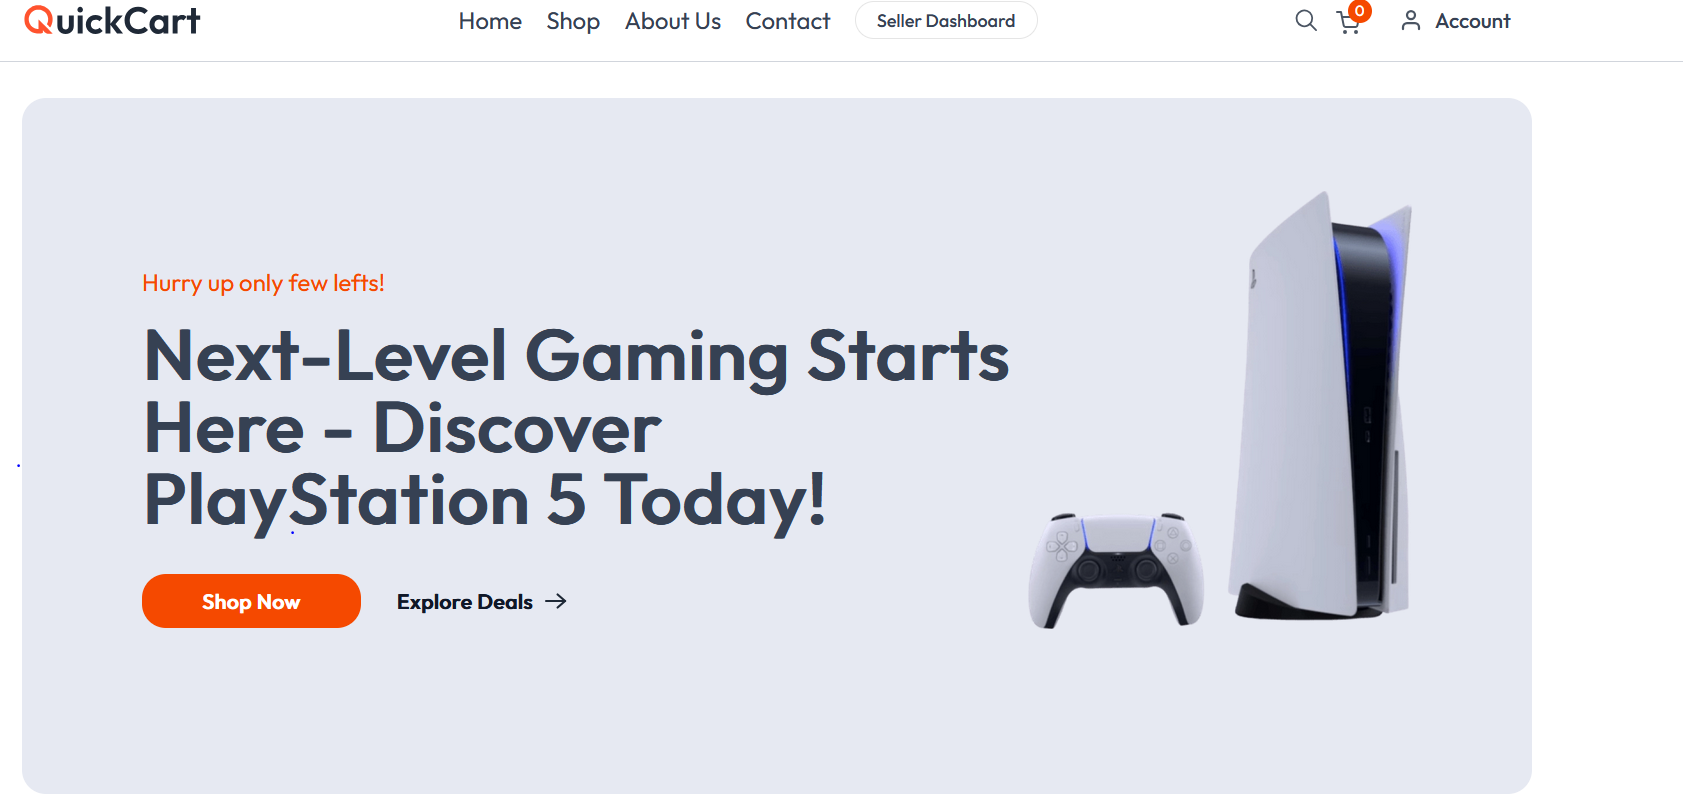 QuickCart
Home Shop About Us Contact Seller Dashboard 0 Account
Hurry up only few lefts!
Next-Level Gaming Starts
Here - Discover
PlayStation 5 Today!
Shop Now Explore Deals →